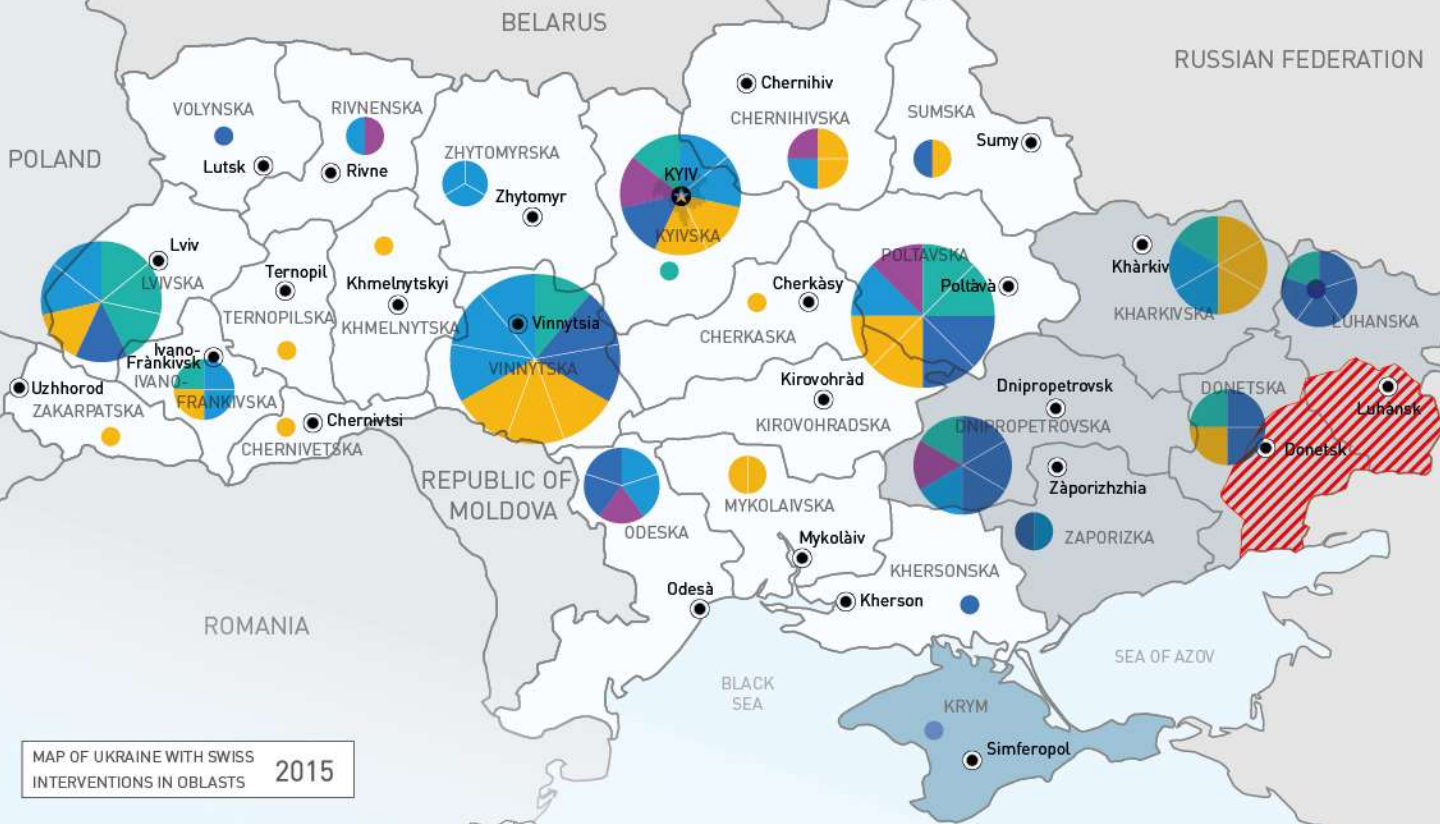 BELARUS
RUSSIAN FEDERATION
POLAND
VOLYNSKA
Lutsk
RIVNENSKA
Rivne
ZHYTOMYRSKA
Zhytomyr
KYIV
KYIVSKA
Chernihiv
CHERNIHIVSKA
SUMSKA
Sumy
Lviv
LVIVSKA
Ternopil
TERNOPILSKA
Khmelnytskyi
KHMELNYTSKA
Vinnytsia
VINNYTSKA
Cherkàsy
CHERKASKA
POLTAVSKA
Poltàvà
Khàrkiv
KHARKIVSKA
LUHANSKA
Ivano-
Frànkivsk
IVANO-
FRANKIVSKA
Uzhhorod
ZAKARPATSKA
Chernivtsi
CHERNIVETSKA
Kirovohràd
KIROVOHRADSKA
Dnipropetrovsk
DNIPROPETROVSKA
DONETSKA
Donetsk
Luhànsk
REPUBLIC OF
MOLDOVA
ODESKA
Odesà
MYKOLAIVSKA
Mykolàiv
Zàporizhzhia
ZAPORIZKA
KHERSONSKA
Kherson
ROMANIA
BLACK
SEA
SEA OF AZOV
KRYM
Simferopol
MAP OF UKRAINE WITH SWISS
INTERVENTIONS IN OBLASTS
2015